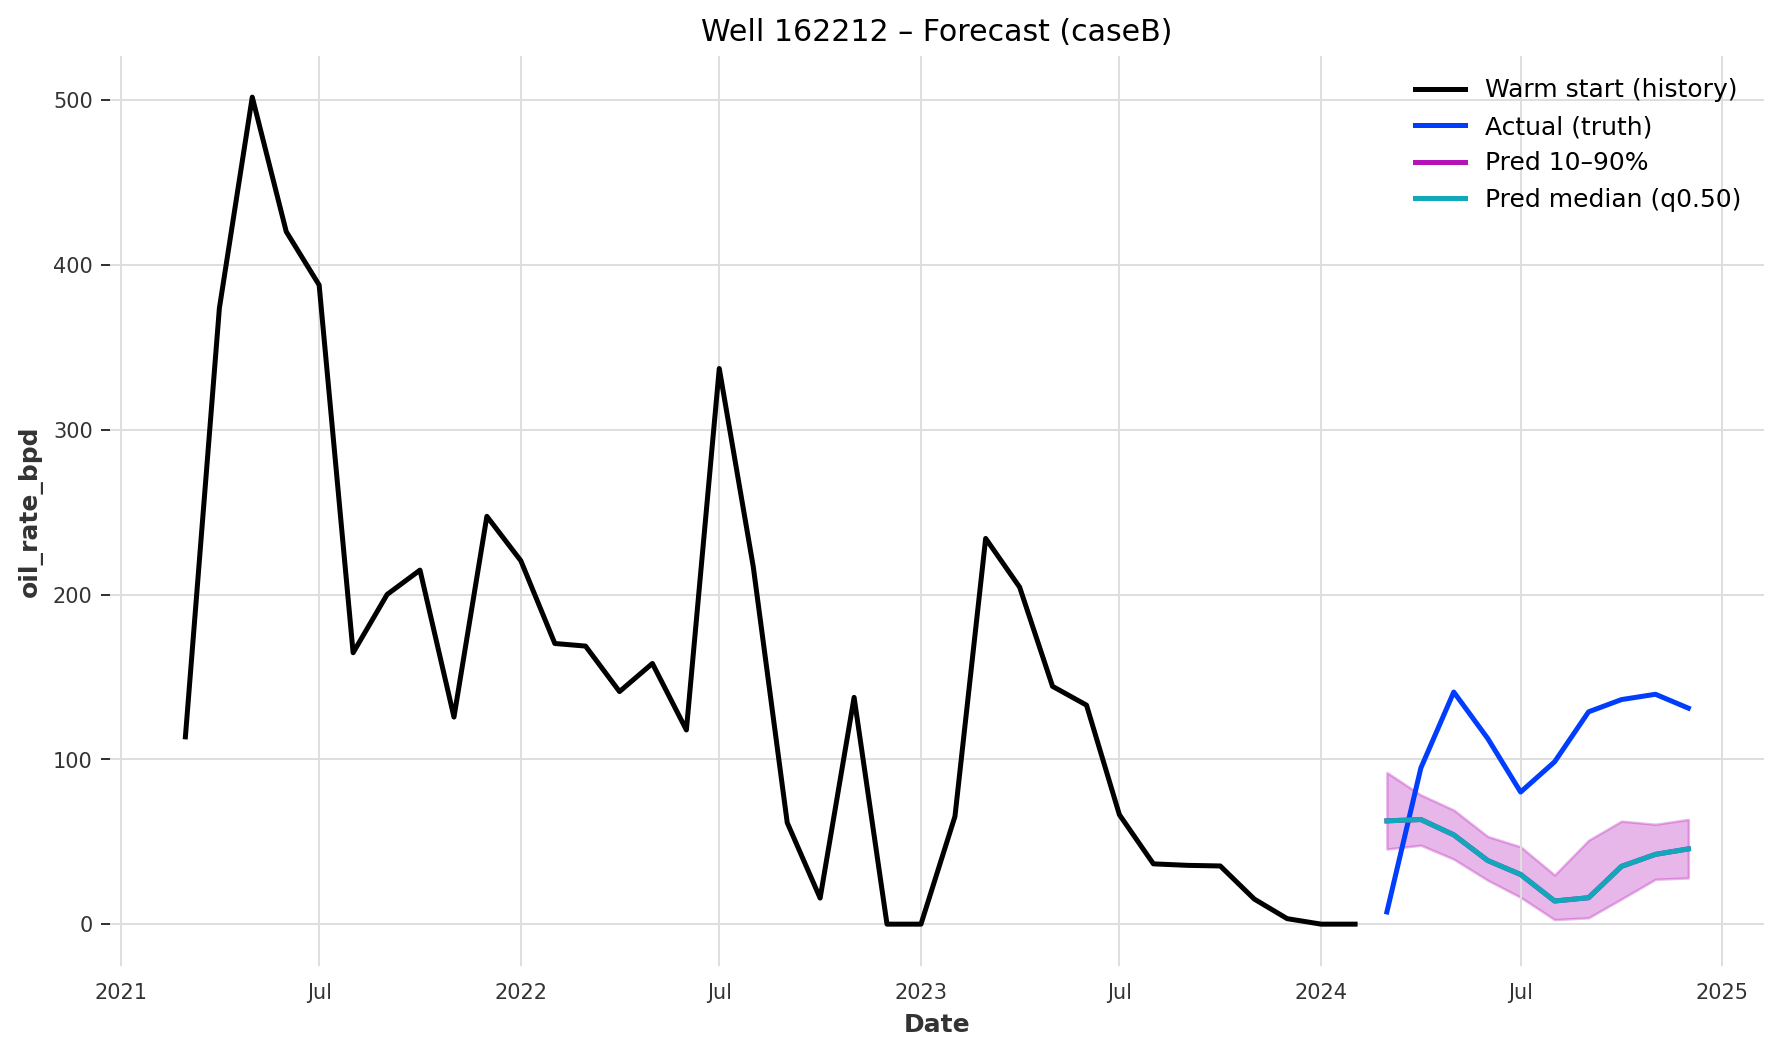 Well 162212 – Forecast (caseB)
Warm start (history)
Actual (truth)
Pred 10–90%
Pred median (q0.50)
oil_rate_bpd
500
400
300
200
100
0
2021
Jul
2022
Jul
2023
Jul
2024
Jul
2025
Date